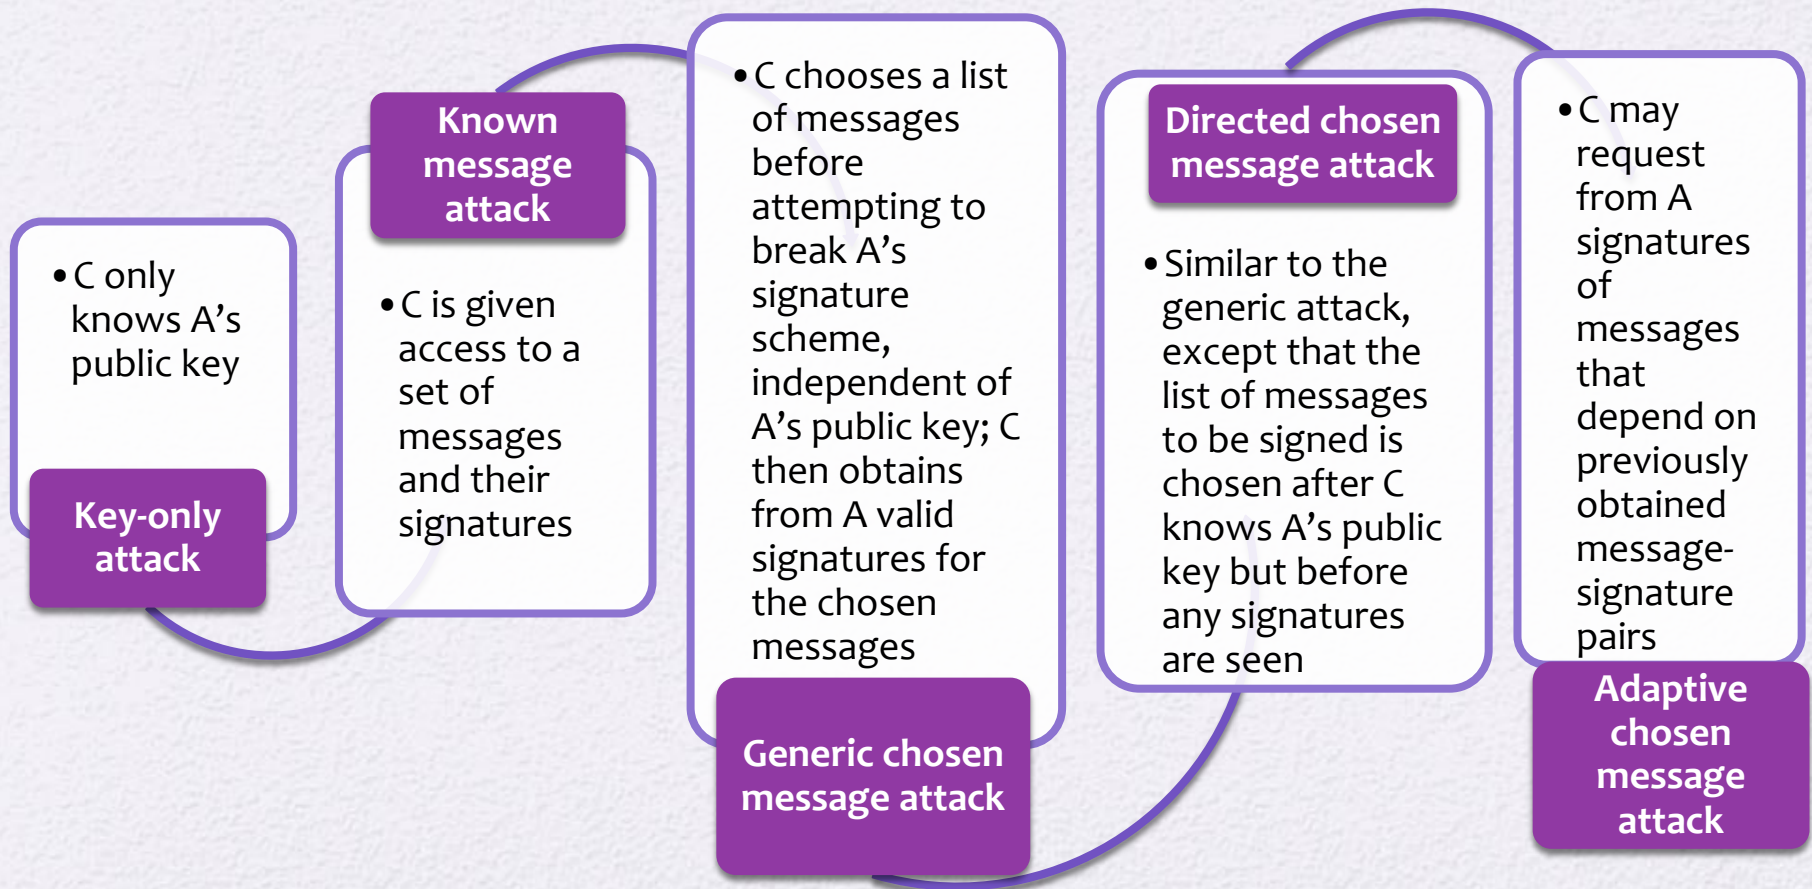 • C only
knows A’s
public key
Key-only
attack
Known
message
attack
• C is given
access to a
set of
messages
and their
signatures
• C chooses a list
of messages
before
attempting to
break A’s
signature
scheme,
independent of
A’s public key; C
then obtains
from A valid
signatures for
the chosen
messages
Generic chosen
message attack
Directed chosen
message attack
• Similar to the
generic attack,
except that the
list of messages
to be signed is
chosen after C
knows A’s public
key but before
any signatures
are seen
• C may
request
from A
signatures
of
messages
that
depend on
previously
obtained
message-
signature
pairs
Adaptive
chosen
message
attack